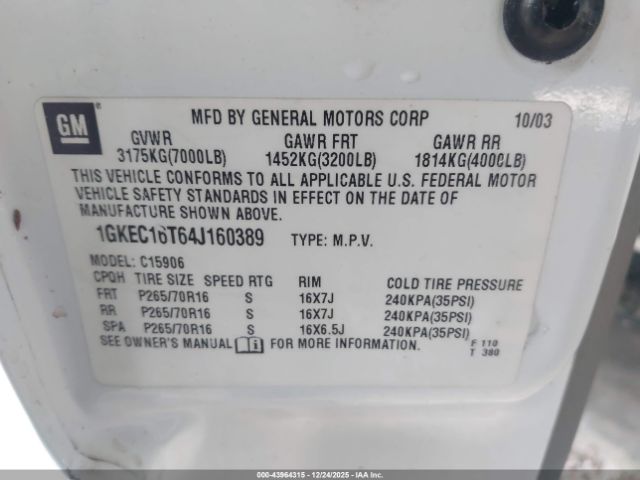 GM ®
MFD BY GENERAL MOTORS CORP 10/03
GVWR GAWR FRT GAWR RR
3175KG(7000LB) 1452KG(3200LB) 1814KG(4000LB)
THIS VEHICLE CONFORMS TO ALL APPLICABLE U.S. FEDERAL MOTOR
VEHICLE SAFETY STANDARDS IN EFFECT ON THE DATE OF
MANUFACTURE SHOWN ABOVE.
1GKEC16T64J160389 TYPE: M.P.V.
MODEL: C15906
CPQH TIRE SIZE SPEED RTG RIM COLD TIRE PRESSURE
FRT P265/70R16 S 16X7J 240KPA(35PSI)
RR P265/70R16 S 16X7J 240KPA(35PSI)
SPA P265/70R16 S 16X6.5J 240KPA(35PSI)
SEE OWNER'S MANUAL FOR MORE INFORMATION. F 110
T 380
000-43964315 - 12/24/2025 - IAAI.COM